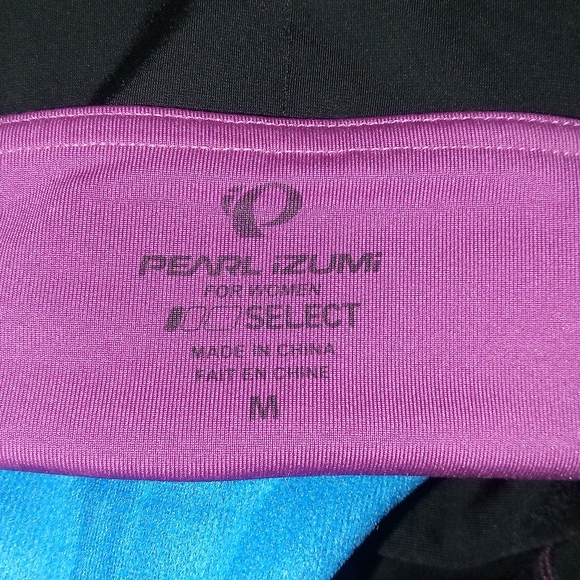 PEARL iZUMi
FOR WOMEN
SELECT
MADE IN CHINA
FAIT EN CHINE
M